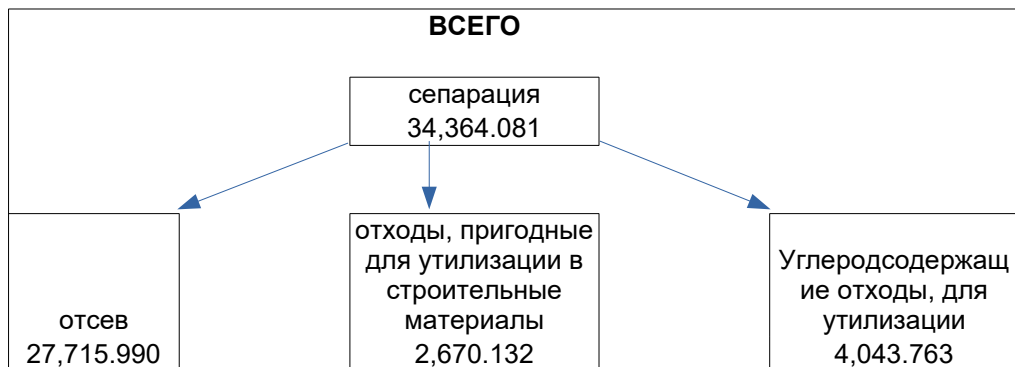 ВСЕГО
сепарация
34,364.081
отсев
27,715.990
отходы, пригодные
для утилизации в
строительные
материалы
2,670.132
Углеродсодержащ
ие отходы, для
утилизации
4,043.763